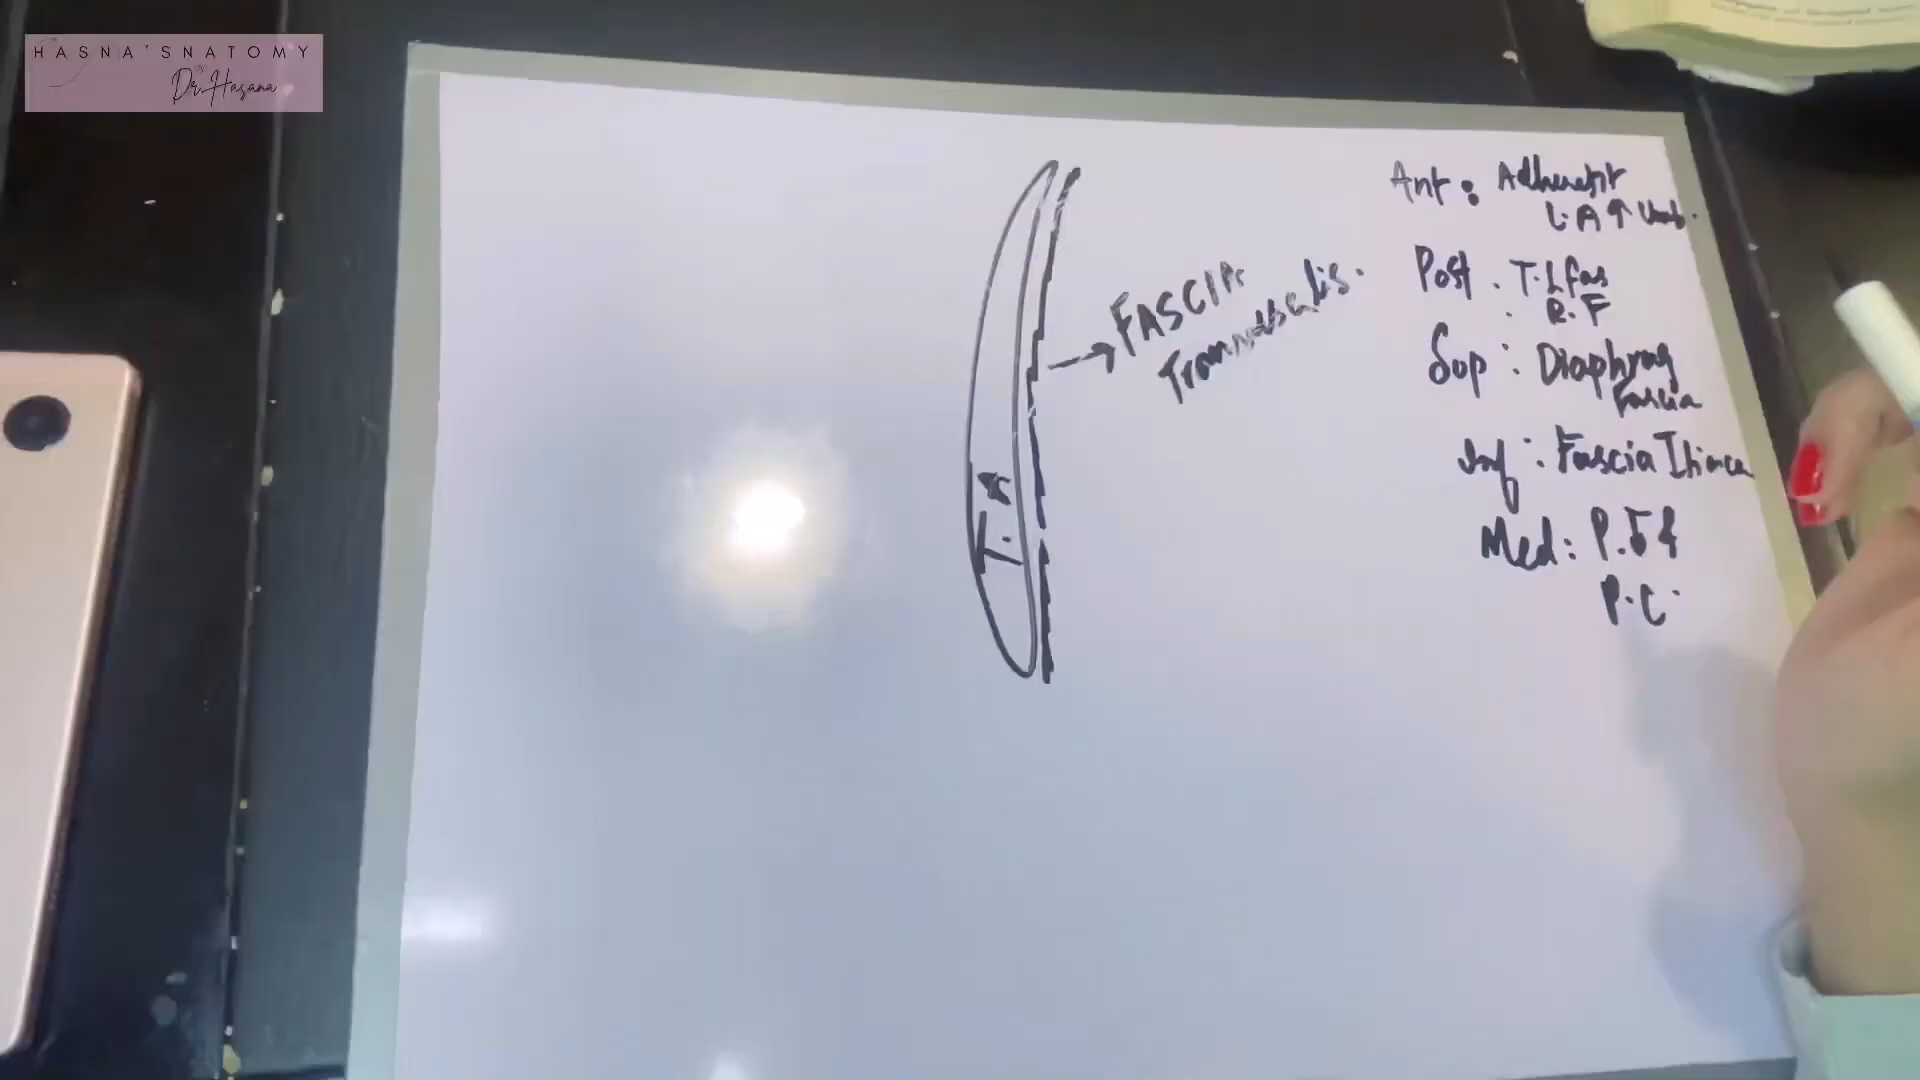 HASNA'SNATOMY
Dr. Hasana
FASCIA
Transversalis.
T.A
Ant: Adherent
L.A ↑ Umb.
Post. T.L fas
R.F
Sup: Diaphrag
fascia
Inf: Fascia Iliaca
Med: P.T &
P.C.